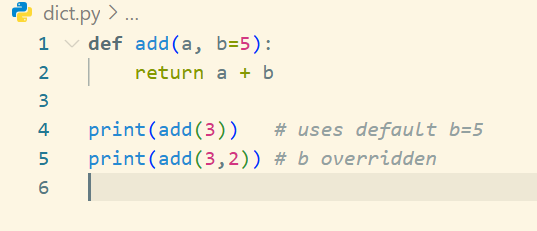 dict.py > ...
1 def add(a, b=5):
2     return a + b
3
4 print(add(3))   # uses default b=5
5 print(add(3,2)) # b overridden
6